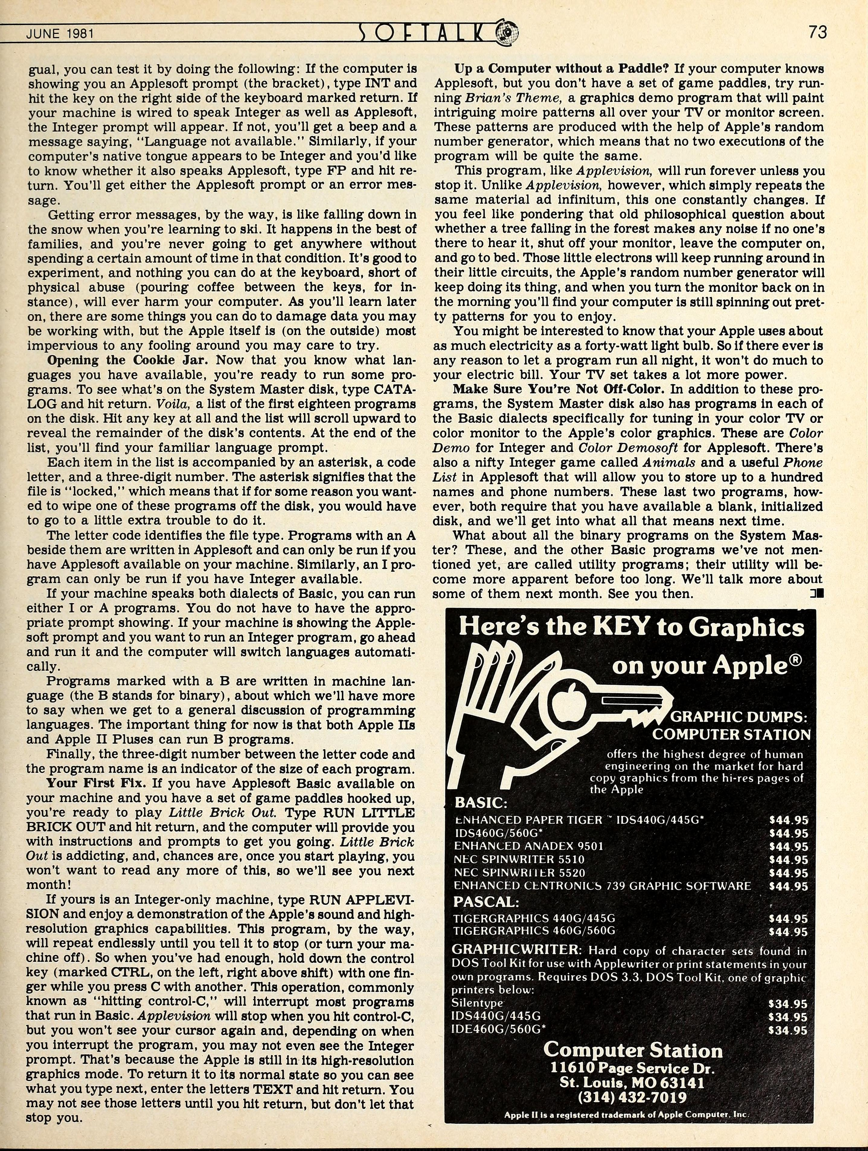 JUNE 1981
SOFTALK
73
gual, you can test it by doing the following: If the computer is
showing you an Applesoft prompt (the bracket), type INT and
hit the key on the right side of the keyboard marked return. If
your machine is wired to speak Integer as well as Applesoft,
the Integer prompt will appear. If not, you'll get a beep and a
message saying, "Language not available." Similarly, if your
computer's native tongue appears to be Integer and you'd like
to know whether it also speaks Applesoft, type FP and hit re-
turn. You'll get either the Applesoft prompt or an error mes-
sage.
Getting error messages, by the way, is like falling down in
the snow when you're learning to ski. It happens in the best of
families, and you're never going to get anywhere without
spending a certain amount of time in that condition. It's good to
experiment, and nothing you can do at the keyboard, short of
physical abuse (pouring coffee between the keys, for in-
stance), will ever harm your computer. As you'll learn later
on, there are some things you can do to damage data you may
be working with, but the Apple itself is (on the outside) most
impervious to any fooling around you may care to try.
Opening the Cookie Jar. Now that you know what lan-
guages you have available, you're ready to run some pro-
grams. To see what's on the System Master disk, type CATA-
LOG and hit return. Voila, a list of the first eighteen programs
on the disk. Hit any key at all and the list will scroll upward to
reveal the remainder of the disk's contents. At the end of the
list, you'll find your familiar language prompt.
Each item in the list is accompanied by an asterisk, a code
letter, and a three-digit number. The asterisk signifies that the
file is "locked," which means that if for some reason you want-
ed to wipe one of these programs off the disk, you would have
to go to a little extra trouble to do it.
The letter code identifies the file type. Programs with an A
beside them are written in Applesoft and can only be run if you
have Applesoft available on your machine. Similarly, an I pro-
gram can only be run if you have Integer available.
If your machine speaks both dialects of Basic, you can run
either I or A programs. You do not have to have the appro-
priate prompt showing. If your machine is showing the Apple-
soft prompt and you want to run an Integer program, go ahead
and run it and the computer will switch languages automati-
cally.
Programs marked with a B are written in machine lan-
guage (the B stands for binary), about which we'll have more
to say when we get to a general discussion of programming
languages. The important thing for now is that both Apple IIs
and Apple II Pluses can run B programs.
Finally, the three-digit number between the letter code and
the program name is an indicator of the size of each program.
Your First Fix. If you have Applesoft Basic available on
your machine and you have a set of game paddles hooked up,
you're ready to play Little Brick Out. Type RUN LITTLE
BRICK OUT and hit return, and the computer will provide you
with instructions and prompts to get you going. Little Brick
Out is addicting, and, chances are, once you start playing, you
won't want to read any more of this, so we'll see you next
month!
If yours is an Integer-only machine, type RUN APPLEVI-
SION and enjoy a demonstration of the Apple's sound and high-
resolution graphics capabilities. This program, by the way,
will repeat endlessly until you tell it to stop (or turn your ma-
chine off). So when you've had enough, hold down the control
key (marked CTRL, on the left, right above shift) with one fin-
ger while you press C with another. This operation, commonly
known as "hitting control-C," will interrupt most programs
that run in Basic. Applevision will stop when you hit control-C,
but you won't see your cursor again and, depending on when
you interrupt the program, you may not even see the Integer
prompt. That's because the Apple is still in its high-resolution
graphics mode. To return it to its normal state so you can see
what you type next, enter the letters TEXT and hit return. You
may not see those letters until you hit return, but don't let that
stop you.
Up a Computer without a Paddle? If your computer knows
Applesoft, but you don't have a set of game paddles, try run-
ning Brian's Theme, a graphics demo program that will paint
intriguing moire patterns all over your TV or monitor screen.
These patterns are produced with the help of Apple's random
number generator, which means that no two executions of the
program will be quite the same.
This program, like Applevision, will run forever unless you
stop it. Unlike Applevision, however, which simply repeats the
same material ad infinitum, this one constantly changes. If
you feel like pondering that old philosophical question about
whether a tree falling in the forest makes any noise if no one's
there to hear it, shut off your monitor, leave the computer on,
and go to bed. Those little electrons will keep running around in
their little circuits, the Apple's random number generator will
keep doing its thing, and when you turn the monitor back on in
the morning you'll find your computer is still spinning out pret-
ty patterns for you to enjoy.
You might be interested to know that your Apple uses about
as much electricity as a forty-watt light bulb. So if there ever is
any reason to let a program run all night, it won't do much to
your electric bill. Your TV set takes a lot more power.
Make Sure You're Not Off-Color. In addition to these pro-
grams, the System Master disk also has programs in each of
the Basic dialects specifically for tuning in your color TV or
color monitor to the Apple's color graphics. These are Color
Demo for Integer and Color Demosoft for Applesoft. There's
also a nifty Integer game called Animals and a useful Phone
List in Applesoft that will allow you to store up to a hundred
names and phone numbers. These last two programs, how-
ever, both require that you have available a blank, initialized
disk, and we'll get into what all that means next time.
What about all the binary programs on the System Mas-
ter? These, and the other Basic programs we've not men-
tioned yet, are called utility programs; their utility will be-
come more apparent before too long. We'll talk more about
some of them next month. See you then.
Here's the KEY to Graphics
on your Apple®
GRAPHIC DUMPS:
COMPUTER STATION
offers the highest degree of human
engineering on the market for hard
copy graphics from the hi-res pages of
the Apple
BASIC:
ENHANCED PAPER TIGER™ IDS440G/445G* $44.95
IDS460G/560G* $44.95
ENHANCED ANADEX 9501 $44.95
NEC SPINWRITER 5510 $44.95
NEC SPINWRITER 5520 $44.95
ENHANCED CENTRONICS 739 GRAPHIC SOFTWARE $44.95
PASCAL:
TIGERGRAPHICS 440G/445G $44.95
TIGERGRAPHICS 460G/560G $44.95
GRAPHICWRITER: Hard copy of character sets found in
DOS Tool Kit for use with Applewriter or print statements in your
own programs. Requires DOS 3.3, DOS Tool Kit, one of graphic
printers below:
Silentype $34.95
IDS440G/445G $34.95
IDE460G/560G* $34.95
Computer Station
11610 Page Service Dr.
St. Louis, MO 63141
(314) 432-7019
Apple II is a registered trademark of Apple Computer, Inc.